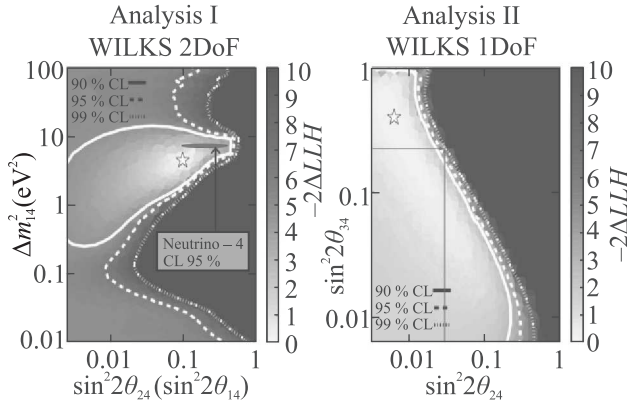 Analysis I
WILKS 2DoF
100
10
1
0.1
0.01
Δm²₁₄(eV²)
90 % CL
95 % CL
99 % CL
Neutrino – 4
CL 95 %
0.01
0.1
1
sin²2θ₂₄(sin²2θ₁₄)
10
9
8
7
6
5
4
3
2
1
0
−2ΔLLH
Analysis II
WILKS 1DoF
1
0.1
0.01
sin²2θ₃₄
90 % CL
95 % CL
99 % CL
0.01
0.1
1
sin²2θ₂₄
10
9
8
7
6
5
4
3
2
1
0
−2ΔLLH